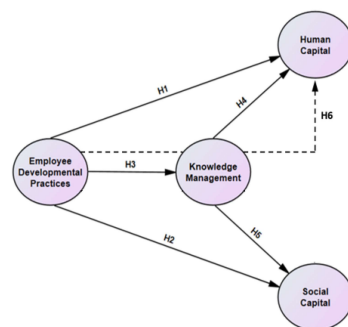 Human
Capital
H1
H4
H6
Employee
Developmental
Practices
H3
Knowledge
Management
H2
H5
Social
Capital